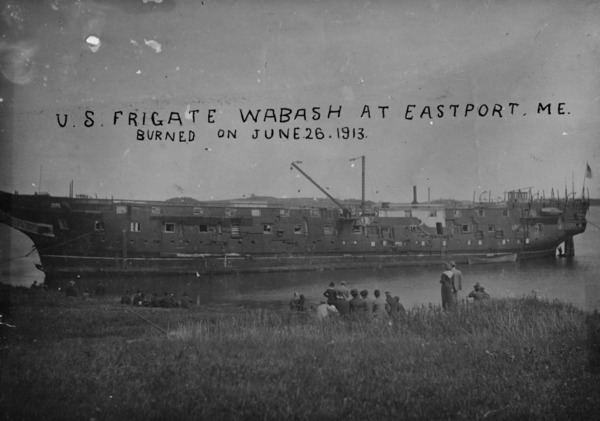 U.S. FRIGATE WABASH AT EASTPORT, ME.
BURNED ON JUNE.26.1913.